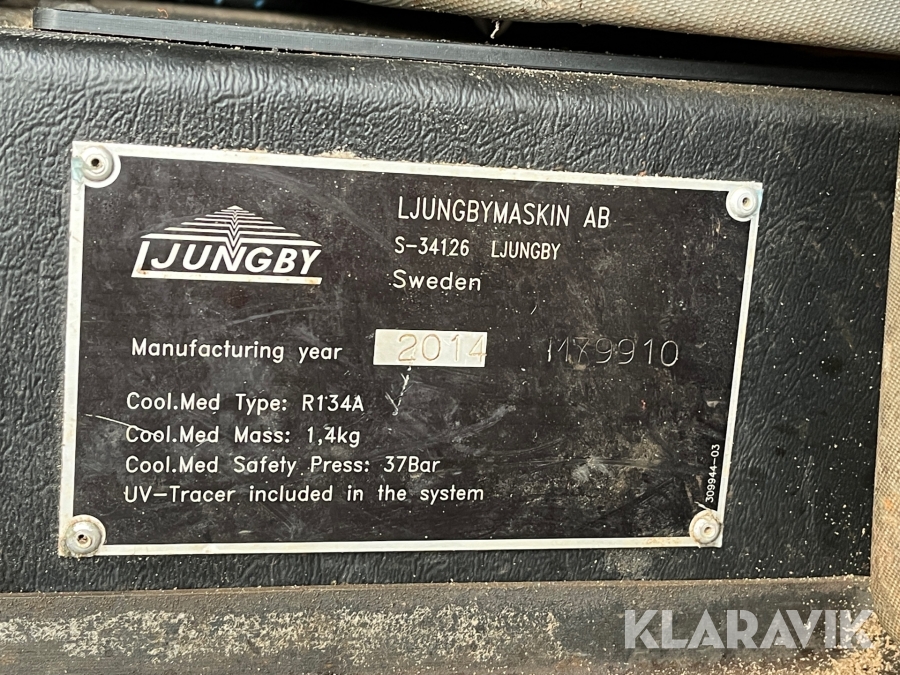 LJUNGBY
LJUNGBYMASKIN AB
S-34126 LJUNGBY
Sweden
Manufacturing year 2014
Cool.Med Type: R134A
Cool.Med Mass: 1,4kg
Cool.Med Safety Press: 37Bar
UV-Tracer included in the system
309944-03
KLARAVIK